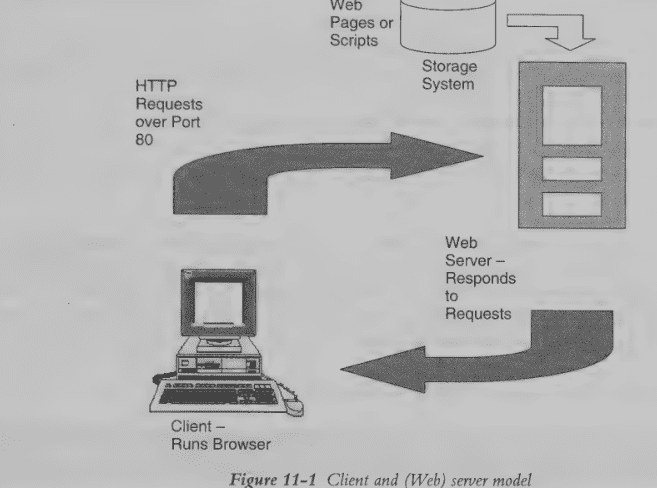 Web
Pages or
Scripts
Storage
System
HTTP
Requests
over Port
80
Web
Server –
Responds
to
Requests
Client –
Runs Browser
Figure 11-1 Client and (Web) server model